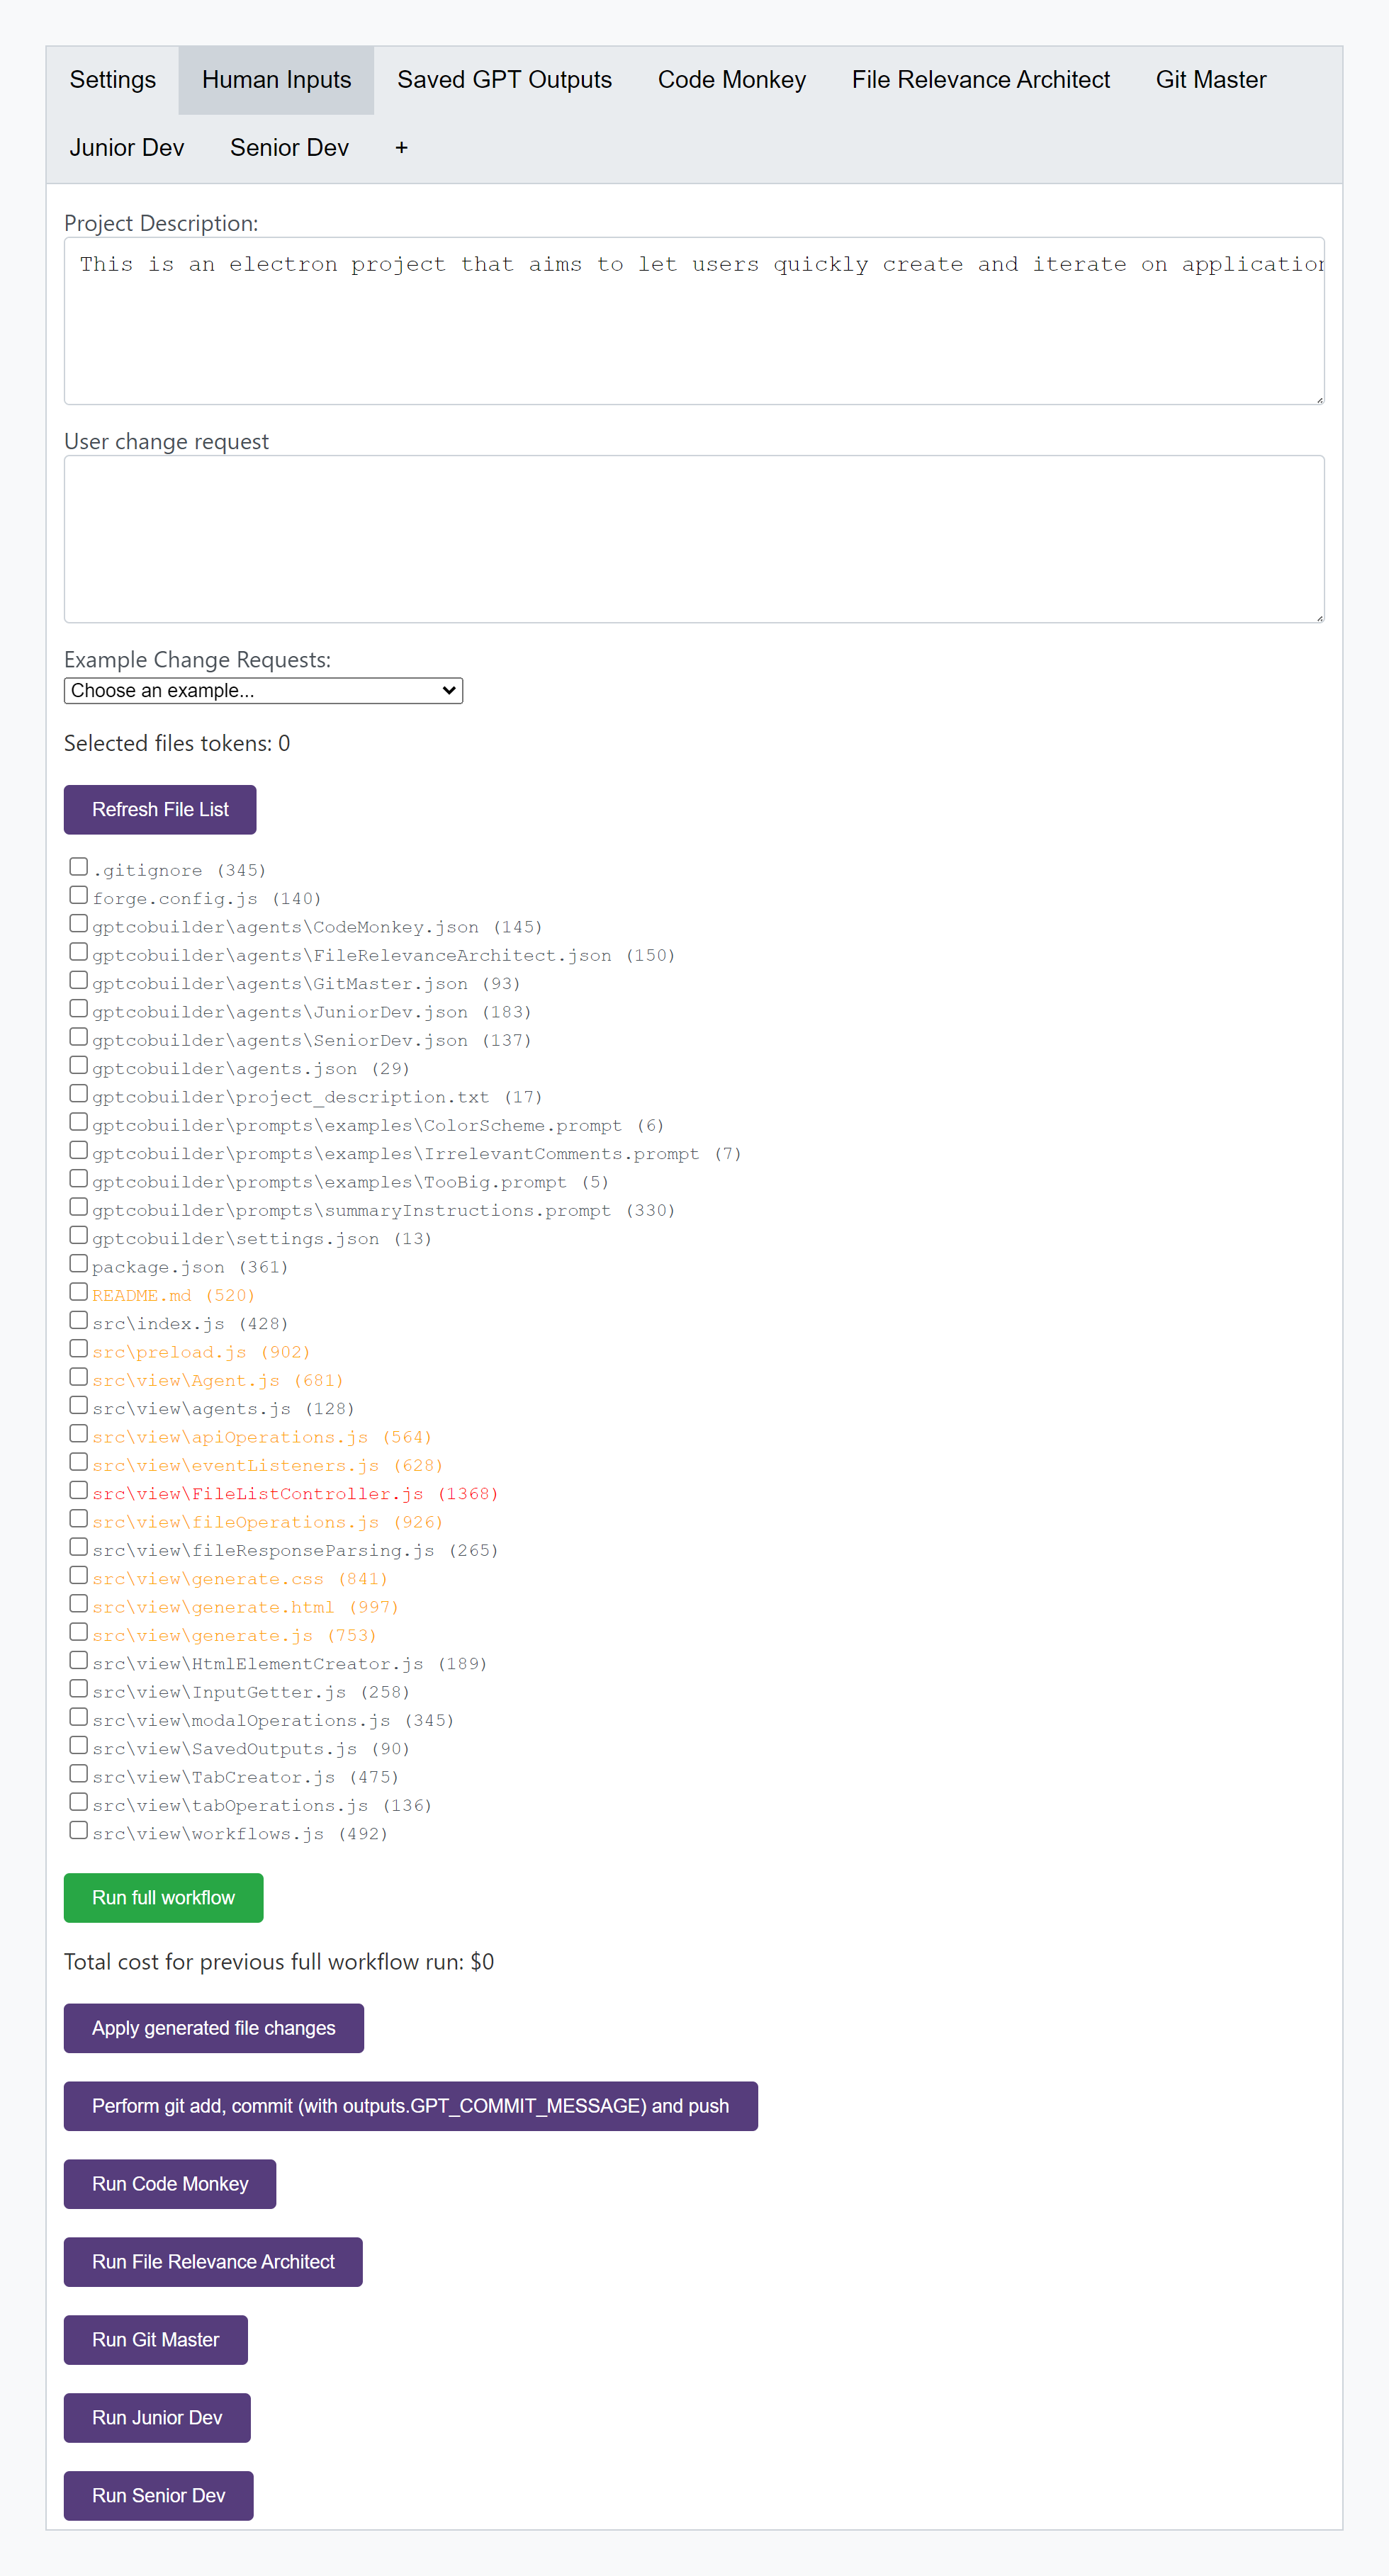 Settings Human Inputs Saved GPT Outputs Code Monkey File Relevance Architect Git Master
Junior Dev Senior Dev +
Project Description:
This is an electron project that aims to let users quickly create and iterate on application
User change request
Example Change Requests:
Choose an example...
Selected files tokens: 0
Refresh File List
.gitignore (345)
forge.config.js (140)
gptcobuilder\agents\CodeMonkey.json (145)
gptcobuilder\agents\FileRelevanceArchitect.json (150)
gptcobuilder\agents\GitMaster.json (93)
gptcobuilder\agents\JuniorDev.json (183)
gptcobuilder\agents\SeniorDev.json (137)
gptcobuilder\agents.json (29)
gptcobuilder\project_description.txt (17)
gptcobuilder\prompts\examples\ColorScheme.prompt (6)
gptcobuilder\prompts\examples\IrrelevantComments.prompt (7)
gptcobuilder\prompts\examples\TooBig.prompt (5)
gptcobuilder\prompts\summaryInstructions.prompt (330)
gptcobuilder\settings.json (13)
package.json (361)
README.md (520)
src\index.js (428)
src\preload.js (902)
src\view\Agent.js (681)
src\view\agents.js (128)
src\view\apiOperations.js (564)
src\view\eventListeners.js (628)
src\view\FileListController.js (1368)
src\view\fileOperations.js (926)
src\view\fileResponseParsing.js (265)
src\view\generate.css (841)
src\view\generate.html (997)
src\view\generate.js (753)
src\view\HtmlElementCreator.js (189)
src\view\InputGetter.js (258)
src\view\modalOperations.js (345)
src\view\SavedOutputs.js (90)
src\view\TabCreator.js (475)
src\view\tabOperations.js (136)
src\view\workflows.js (492)
Run full workflow
Total cost for previous full workflow run: $0
Apply generated file changes
Perform git add, commit (with outputs.GPT_COMMIT_MESSAGE) and push
Run Code Monkey
Run File Relevance Architect
Run Git Master
Run Junior Dev
Run Senior Dev